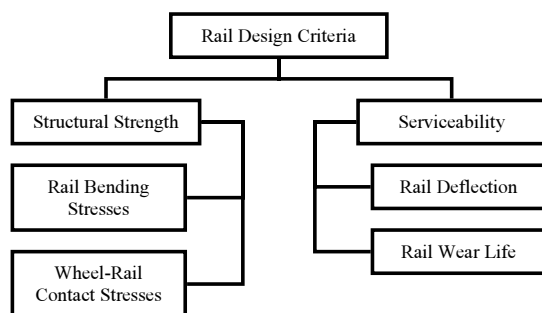 Rail Design Criteria
Structural Strength
Rail Bending
Stresses
Wheel-Rail
Contact Stresses
Serviceability
Rail Deflection
Rail Wear Life